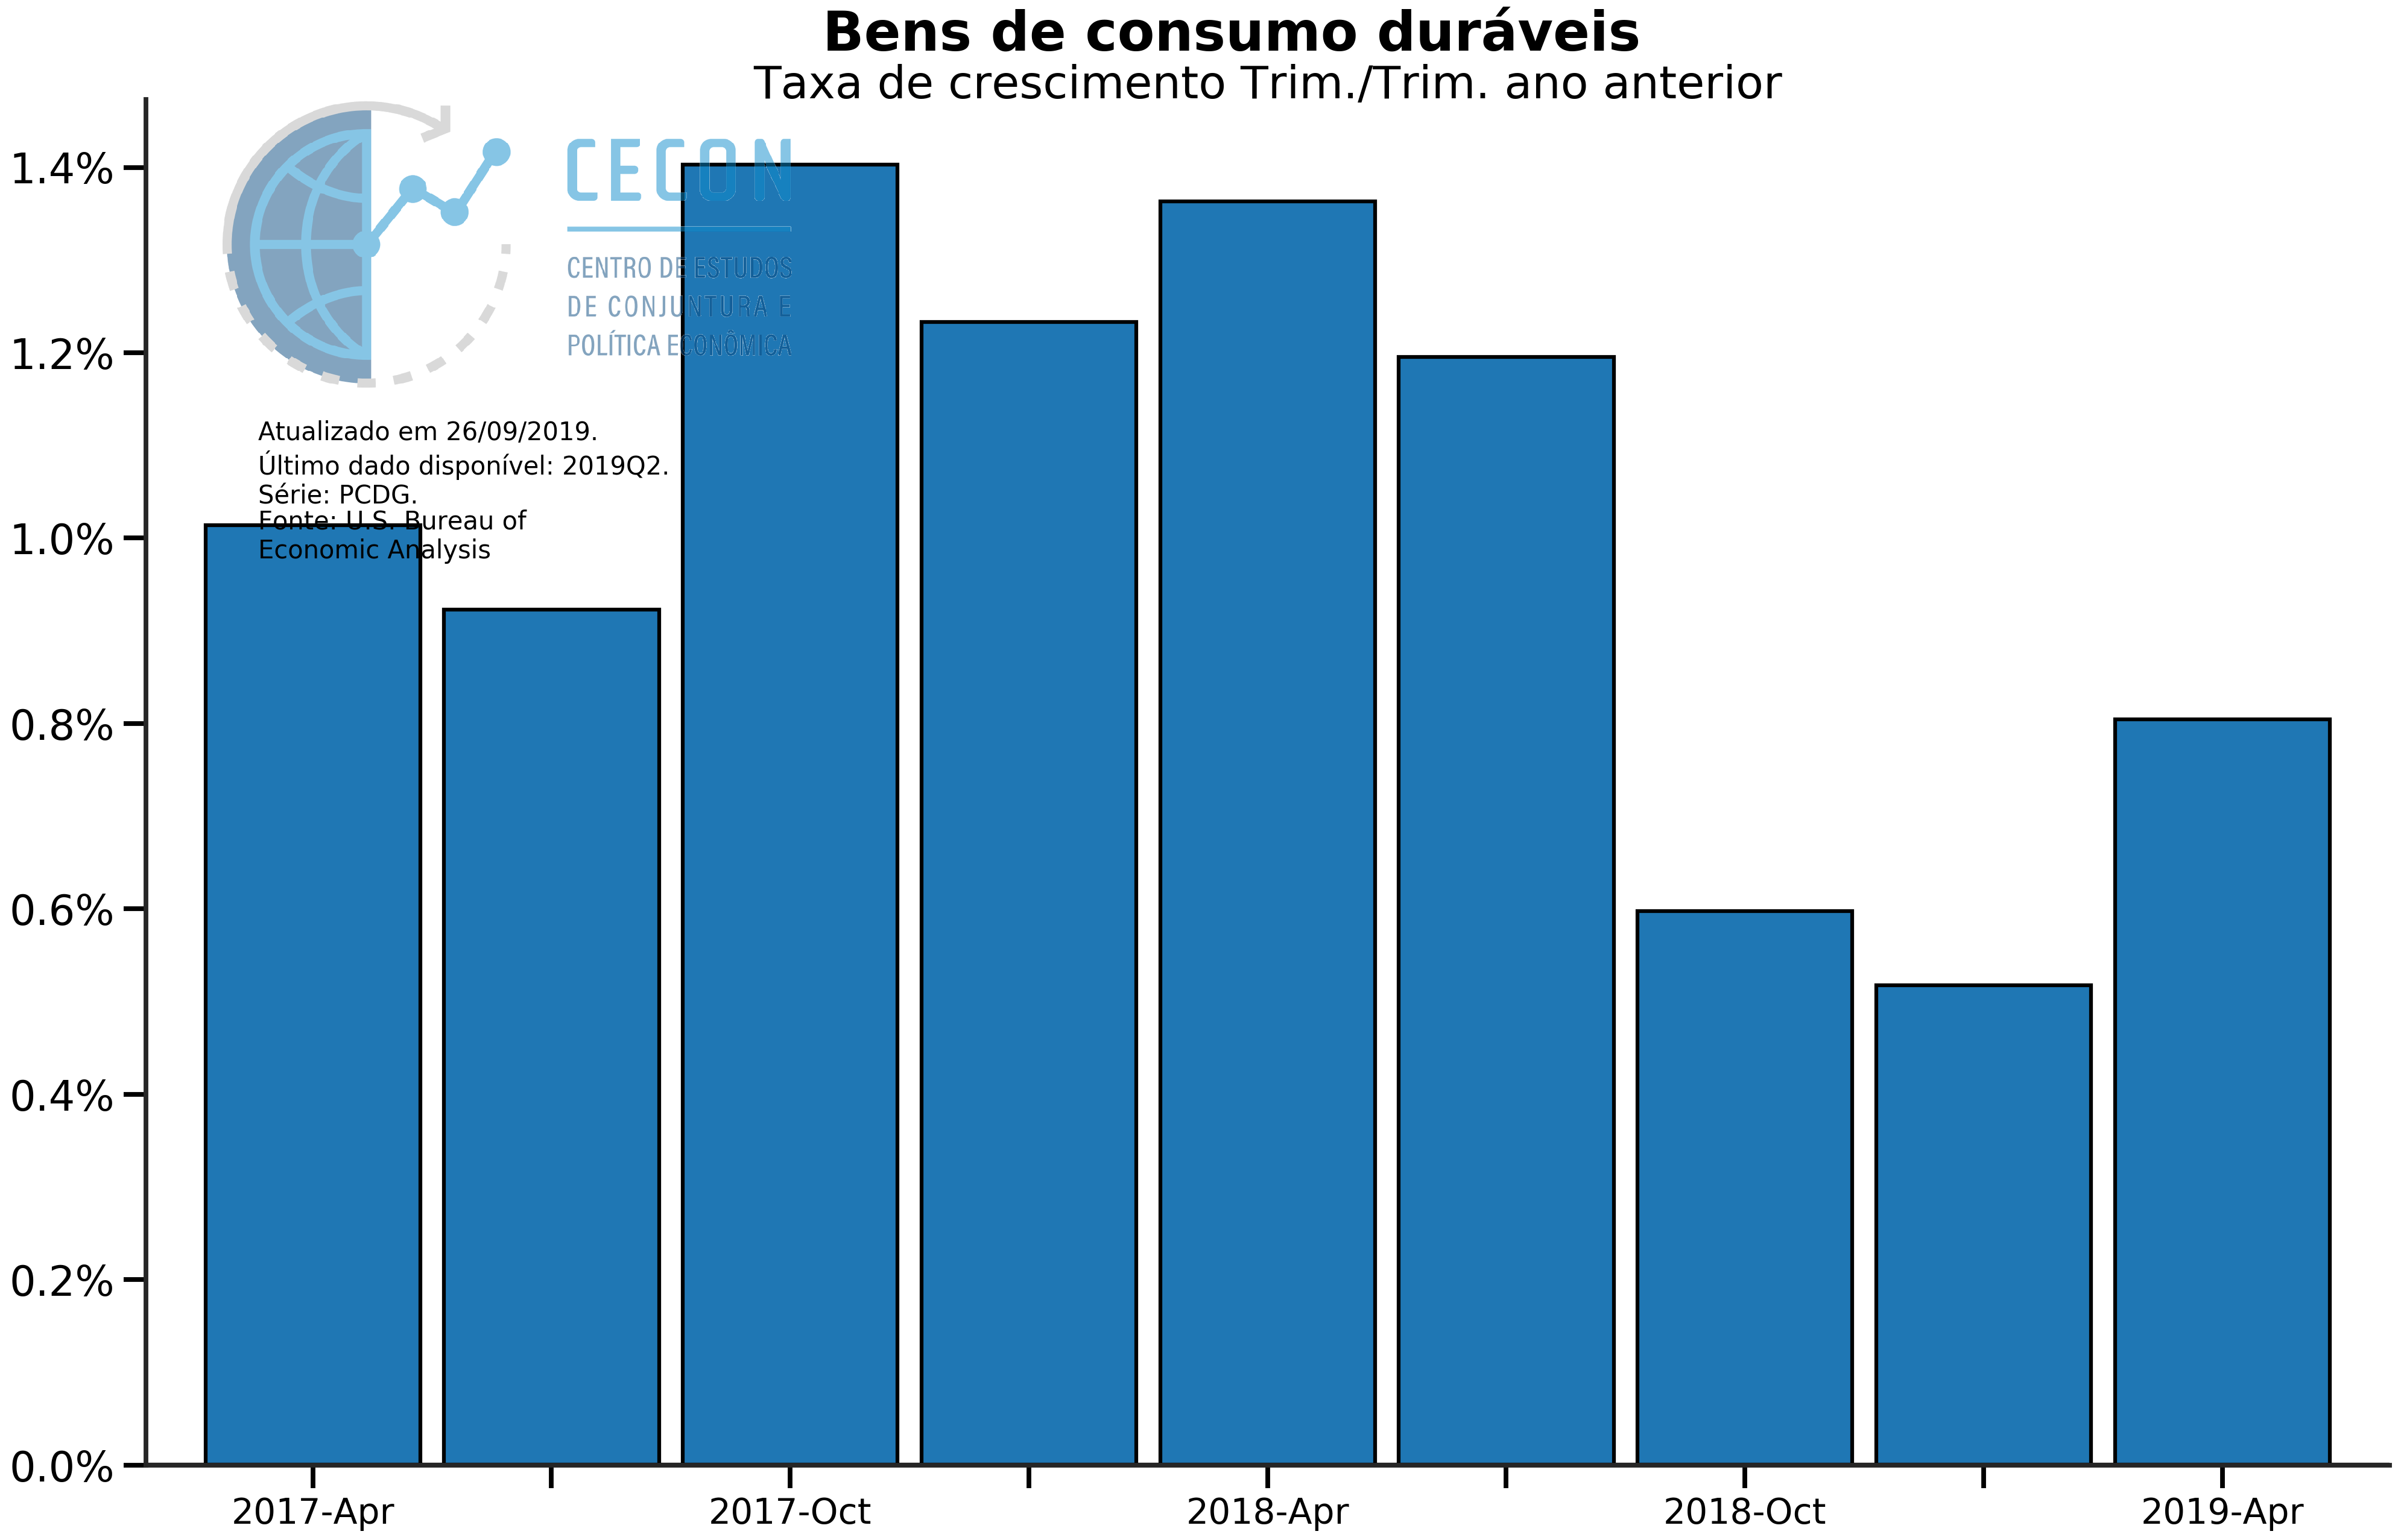 Bens de consumo duráveis
Taxa de crescimento Trim./Trim. ano anterior
CECON
CENTRO DE ESTUDOS
DE CONJUNTURA E
POLÍTICA ECONÔMICA
Atualizado em 26/09/2019.
Último dado disponível: 2019Q2.
Série: PCDG.
Fonte: U.S. Bureau of
Economic Analysis
1.4%
1.2%
1.0%
0.8%
0.6%
0.4%
0.2%
0.0%
2017-Apr 2017-Oct 2018-Apr 2018-Oct 2019-Apr